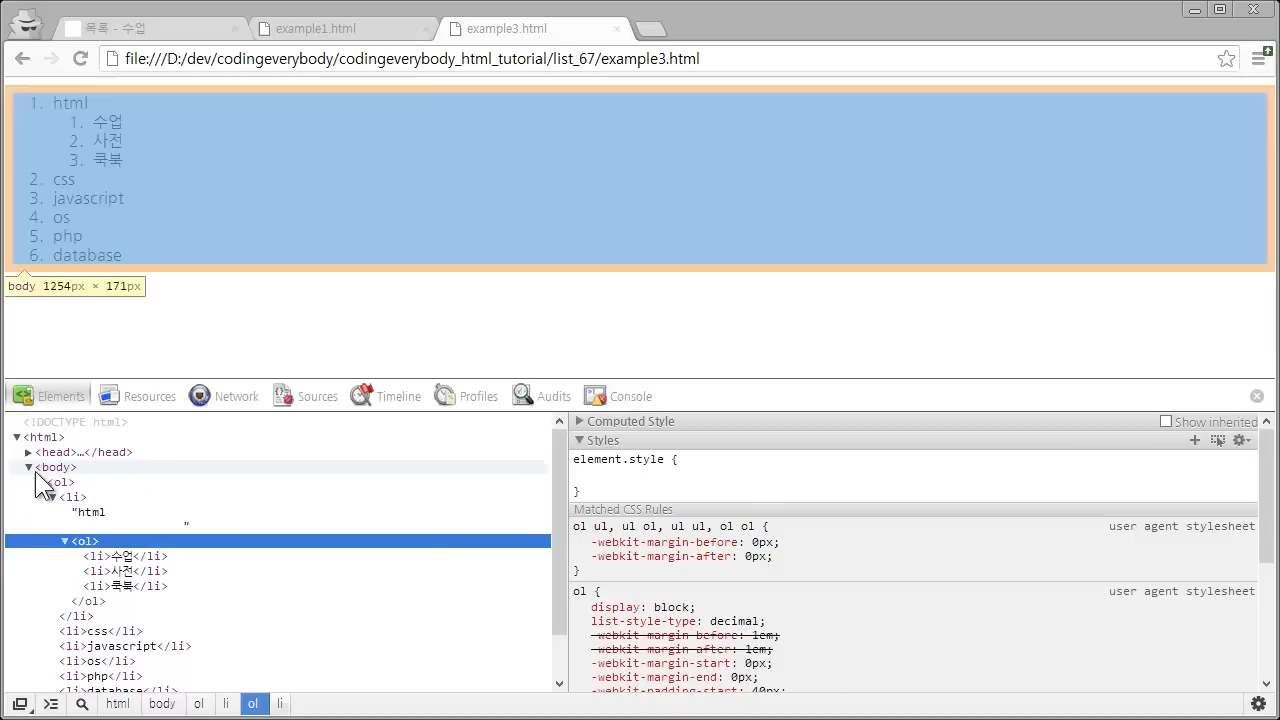 목록 - 수업
example1.html
example3.html
file:///D:/dev/codingeverybody/codingeverybody_html_tutorial/list_67/example3.html
1. html
1. 수업
2. 사전
3. 쿡북
2. css
3. javascript
4. os
5. php
6. database
body 1254px × 171px
Elements
Resources
Network
Sources
Timeline
Profiles
Audits
Console
<!DOCTYPE html>
<html>
<head>…</head>
<body>
<ol>
<li>
"html
"
<ol>
<li>수업</li>
<li>사전</li>
<li>쿡북</li>
</ol>
</li>
<li>css</li>
<li>javascript</li>
<li>os</li>
<li>php</li>
<li>database</li>
Computed Style
Show inherited
Styles
element.style {
}
Matched CSS Rules
ol ul, ul ol, ul ul, ol ol {
user agent stylesheet
-webkit-margin-before: 0px;
-webkit-margin-after: 0px;
}
ol {
user agent stylesheet
display: block;
list-style-type: decimal;
-webkit-margin-before: 1em;
-webkit-margin-after: 1em;
-webkit-margin-start: 0px;
-webkit-margin-end: 0px;
-webkit-padding-start: 40px;
html
body
ol
li
ol
li